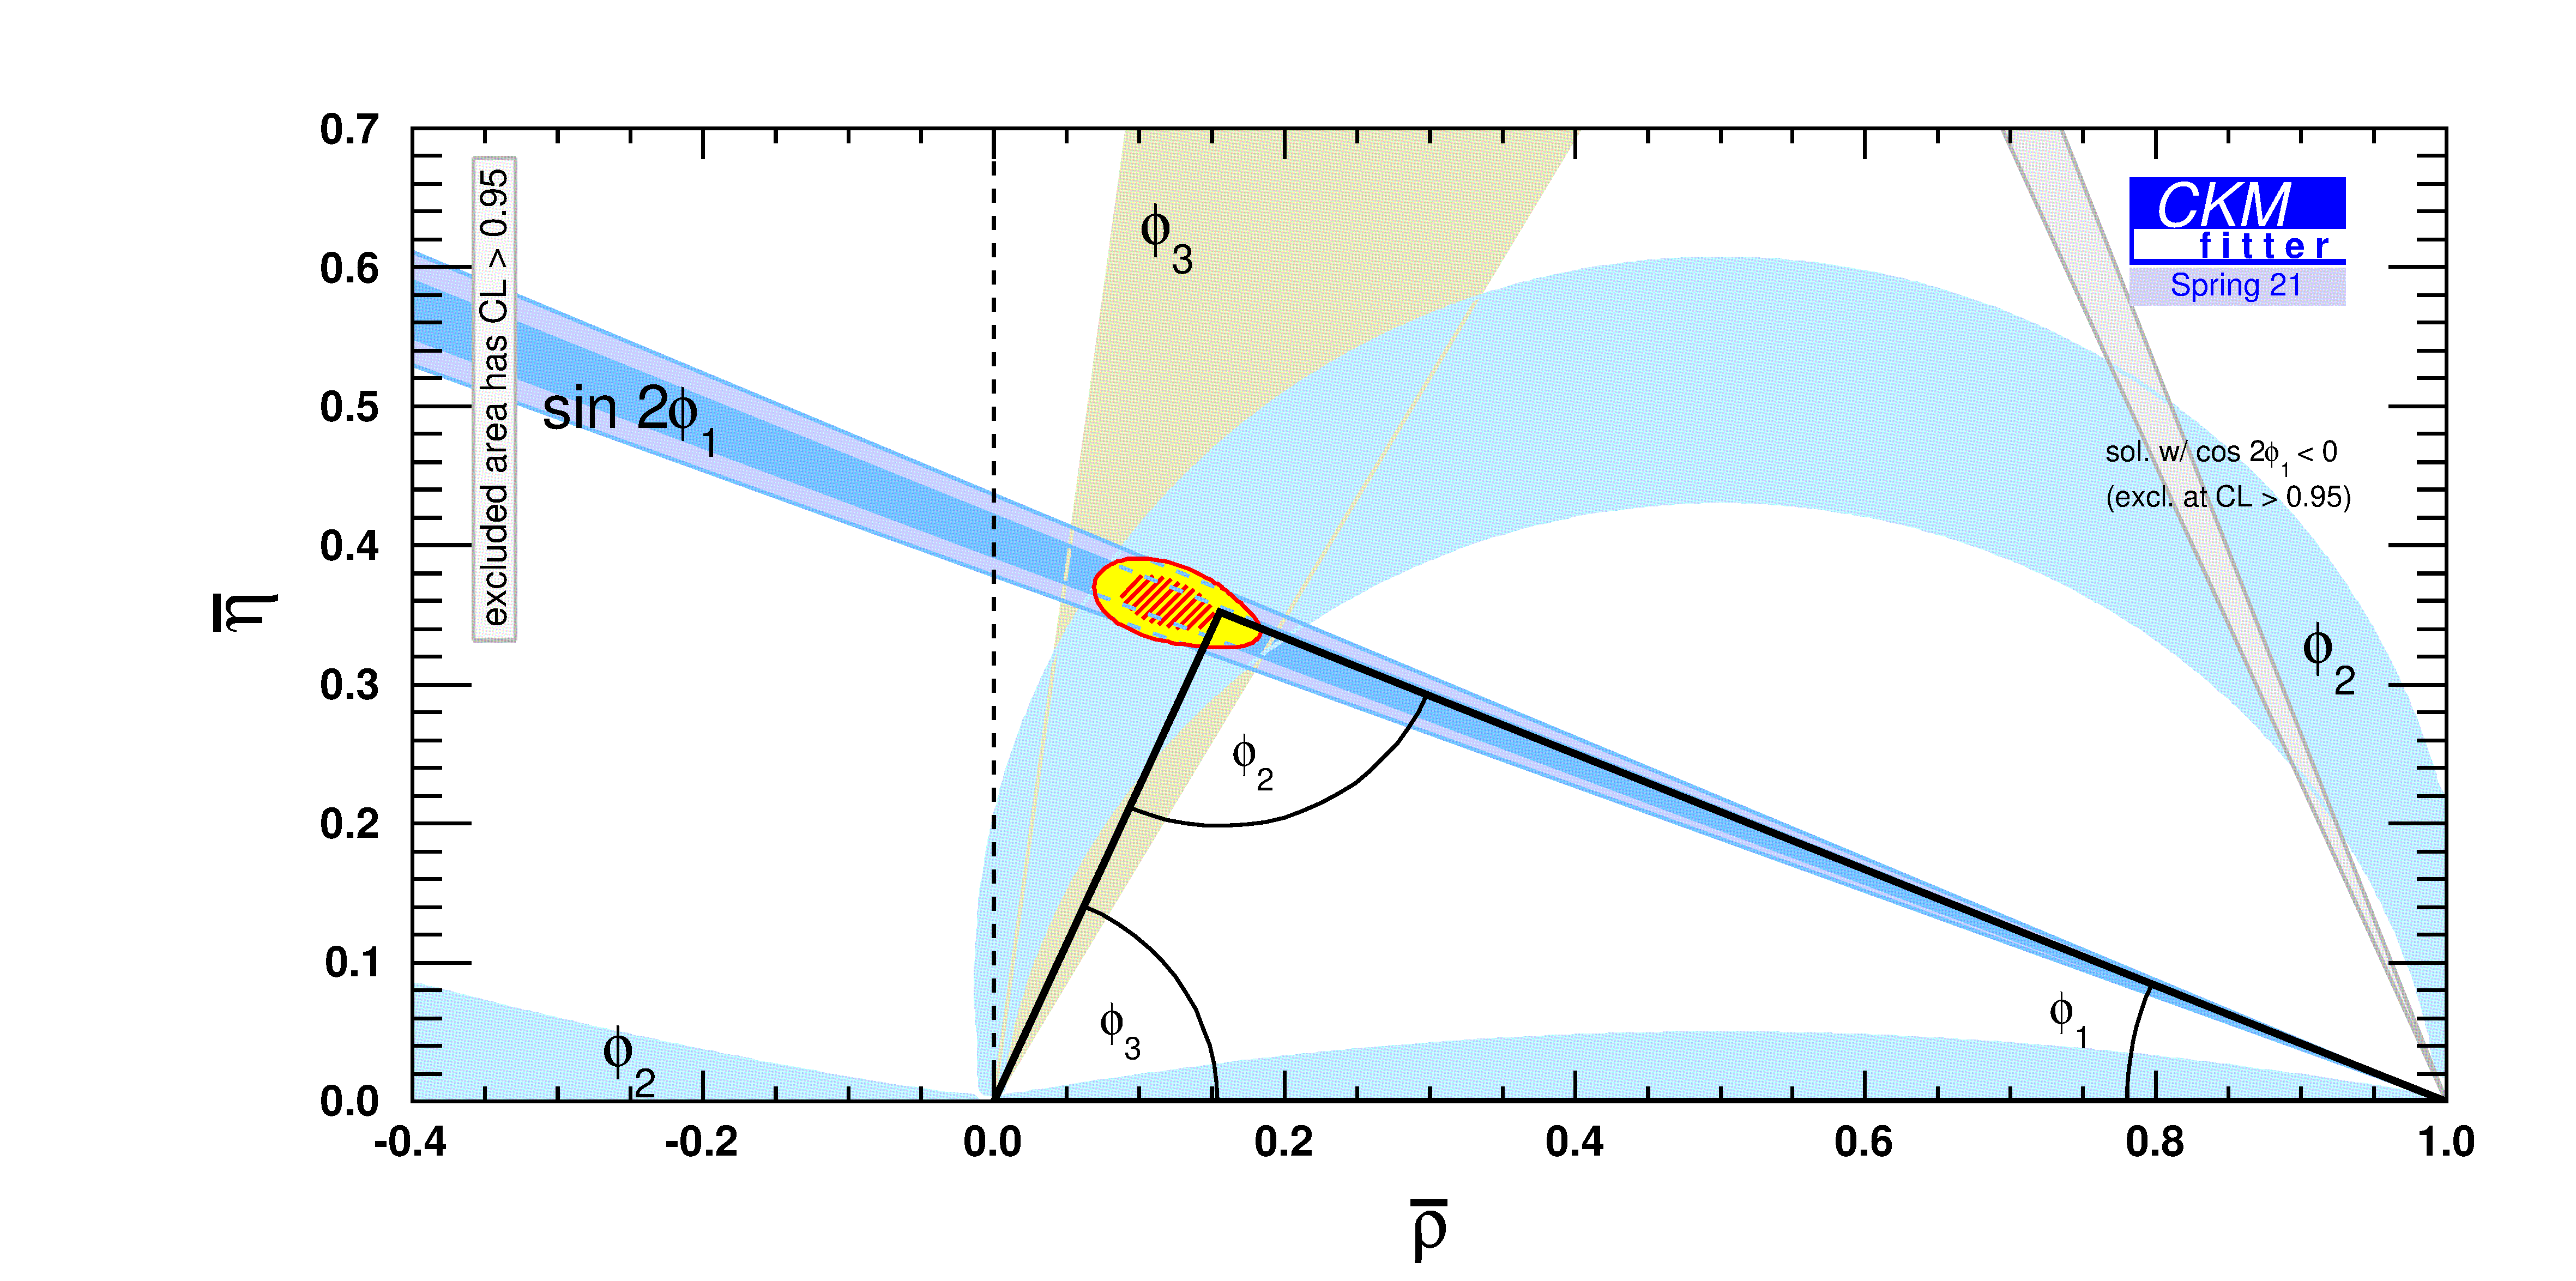 0.7
0.6
0.5
0.4
0.3
0.2
0.1
0.0
-0.4
-0.2
0.0
0.2
0.4
0.6
0.8
1.0
η̅
ρ̅
excluded area has CL > 0.95
sin 2ϕ₁
ϕ₃
CKM
fitter
Spring 21
sol. w/ cos 2ϕ₁ < 0
(excl. at CL > 0.95)
ϕ₂
ϕ₂
ϕ₃
ϕ₁
ϕ₂